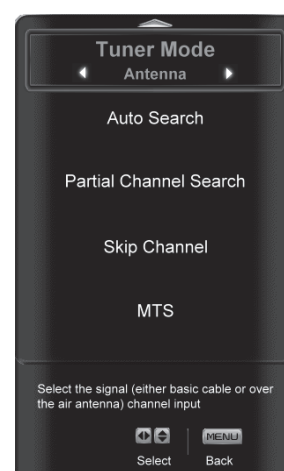 Tuner Mode
Antenna
Auto Search
Partial Channel Search
Skip Channel
MTS
Select the signal (either basic cable or over
the air antenna) channel input
MENU
Select Back